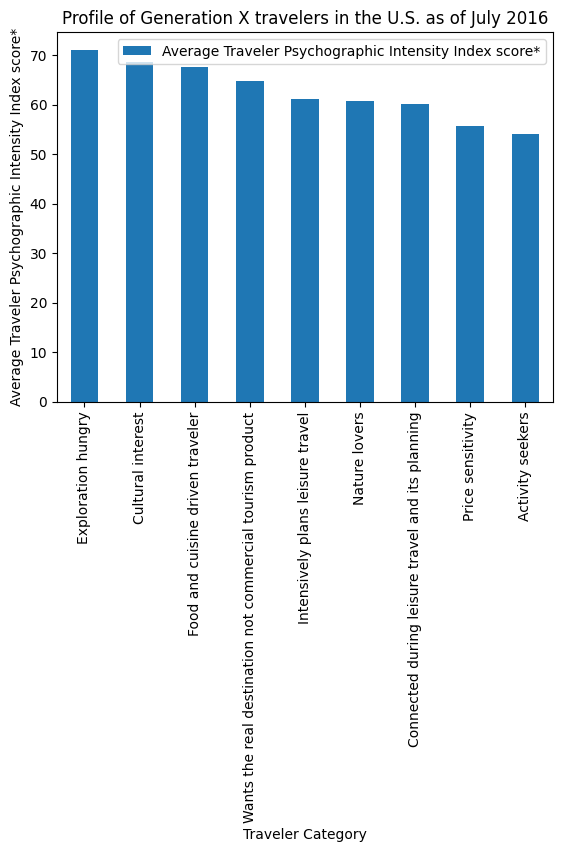 Profile of Generation X travelers in the U.S. as of July 2016
Average Traveler Psychographic Intensity Index score*
Average Traveler Psychographic Intensity Index score*
70
60
50
40
30
20
10
0
Exploration hungry
Cultural interest
Food and cuisine driven traveler
Wants the real destination not commercial tourism product
Intensively plans leisure travel
Nature lovers
Connected during leisure travel and its planning
Price sensitivity
Activity seekers
Traveler Category